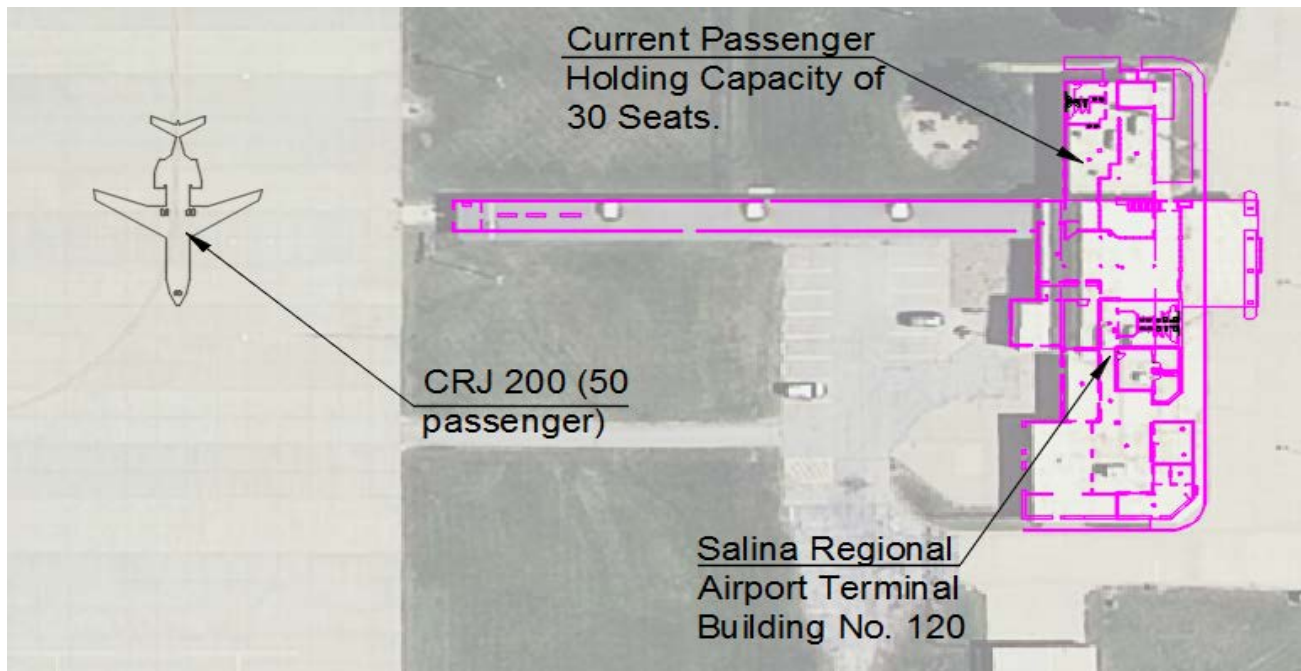 Current Passenger
Holding Capacity of
30 Seats.
CRJ 200 (50
passenger)
Salina Regional
Airport Terminal
Building No. 120